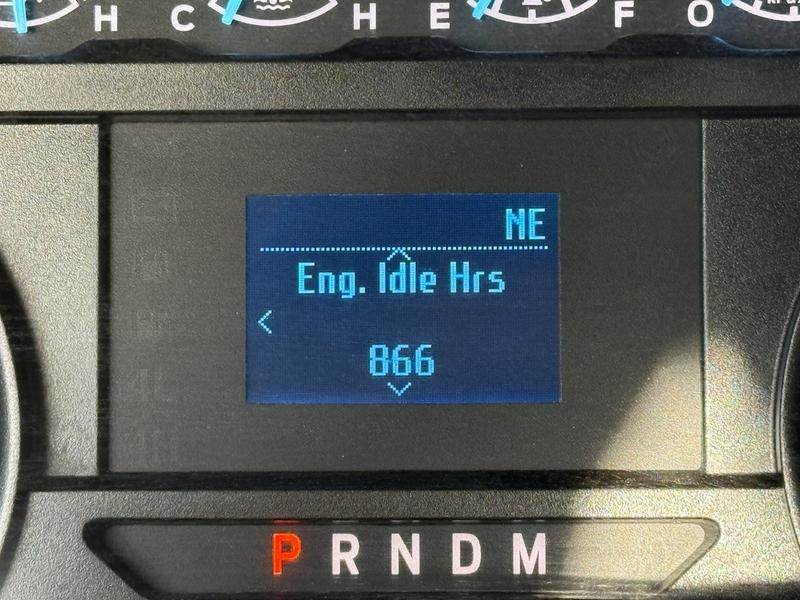 H C H E F O
NE
Eng. Idle Hrs
<
866
P R N D M